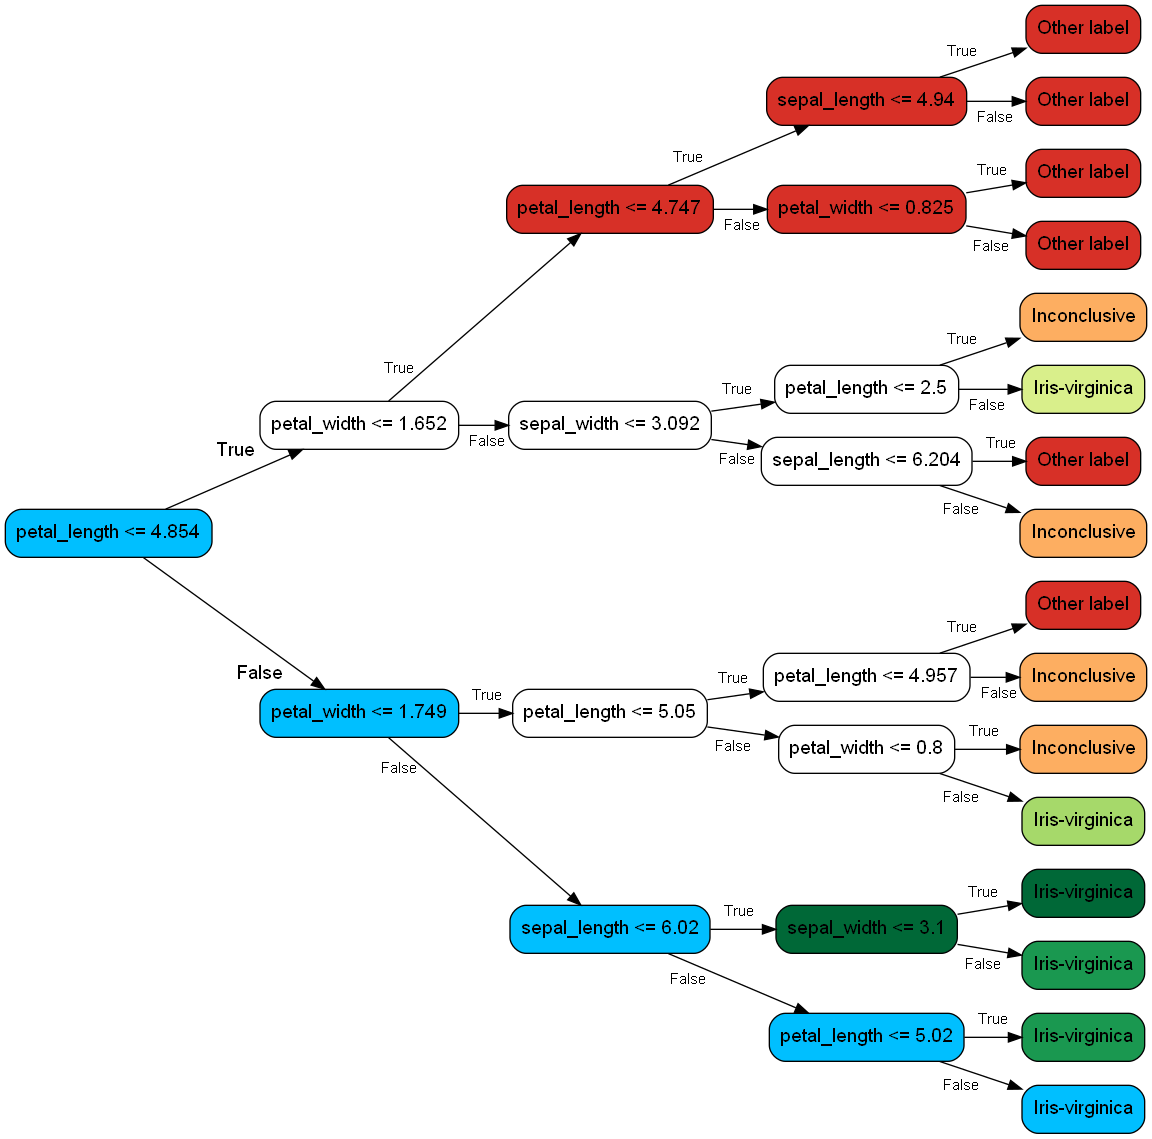 Other label
True
sepal_length <= 4.94
Other label
False
True
Other label
True
petal_length <= 4.747
petal_width <= 0.825
False
Other label
False
Inconclusive
True
True
petal_length <= 2.5
Iris-virginica
True
False
petal_width <= 1.652
sepal_width <= 3.092
False
True
True
sepal_length <= 6.204
Other label
False
False
Inconclusive
petal_length <= 4.854
Other label
True
False
True
petal_length <= 4.957
Inconclusive
True
False
petal_width <= 1.749
petal_length <= 5.05
True
False
petal_width <= 0.8
Inconclusive
False
False
Iris-virginica
True
Iris-virginica
True
sepal_length <= 6.02
sepal_width <= 3.1
False
Iris-virginica
False
True
petal_length <= 5.02
Iris-virginica
False
Iris-virginica